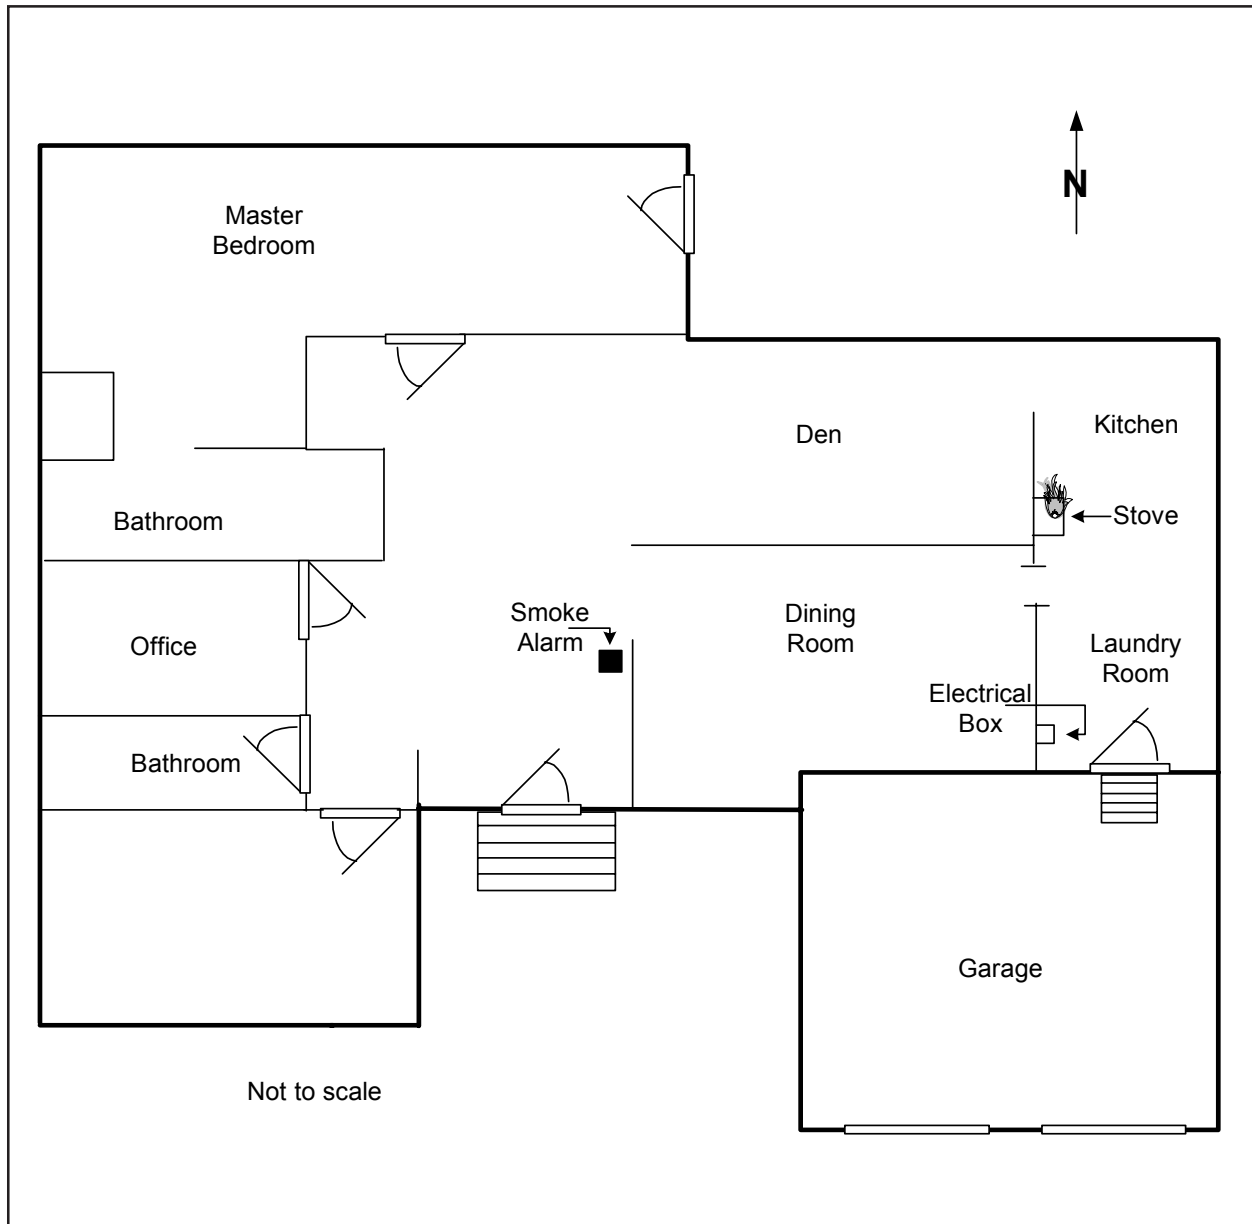 N
Master
Bedroom
Den
Kitchen
Stove
Bathroom
Smoke
Alarm
Dining
Room
Office
Laundry
Room
Electrical
Box
Bathroom
Garage
Not to scale